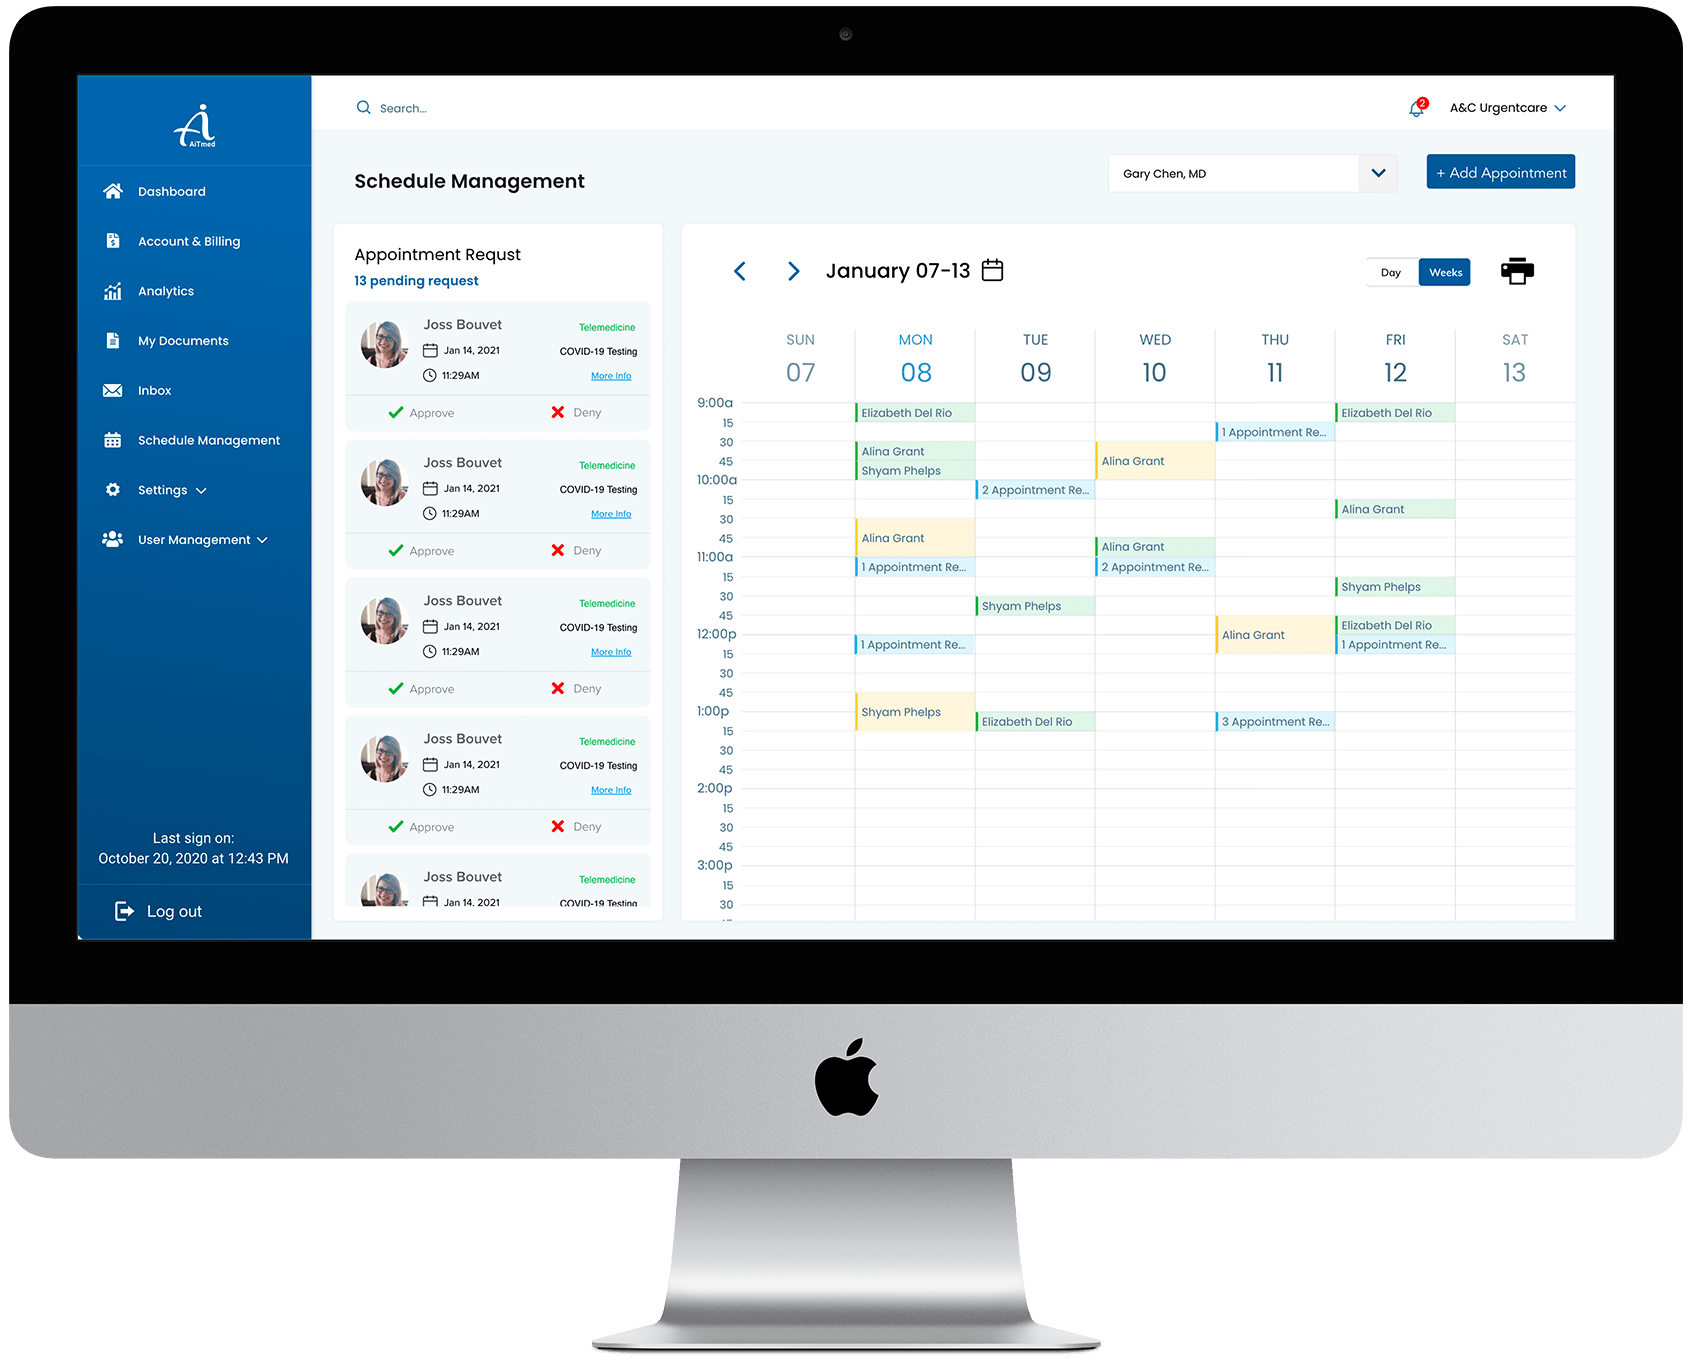 AiTmed
Dashboard
Account & Billing
Analytics
My Documents
Inbox
Schedule Management
Settings
User Management
Last sign on:
October 20, 2020 at 12:43 PM
Log out
Search...
2
A&C Urgentcare
Schedule Management
Gary Chen, MD
+ Add Appointment
Appointment Requst
13 pending request
Joss Bouvet
Telemedicine
Jan 14, 2021
COVID-19 Testing
11:29AM
More Info
Approve
Deny
Joss Bouvet
Telemedicine
Jan 14, 2021
COVID-19 Testing
11:29AM
More Info
Approve
Deny
Joss Bouvet
Telemedicine
Jan 14, 2021
COVID-19 Testing
11:29AM
More Info
Approve
Deny
Joss Bouvet
Telemedicine
Jan 14, 2021
COVID-19 Testing
11:29AM
More Info
Approve
Deny
Joss Bouvet
Telemedicine
Jan 14, 2021
COVID-19 Testing
January 07-13
Day
Weeks
SUN MON TUE WED THU FRI SAT
07 08 09 10 11 12 13
9:00a
Elizabeth Del Rio
Elizabeth Del Rio
15
1 Appointment Re...
30
Alina Grant
45
Shyam Phelps
Alina Grant
10:00a
2 Appointment Re...
15
Alina Grant
30
45
Alina Grant
Alina Grant
11:00a
1 Appointment Re...
2 Appointment Re...
15
Shyam Phelps
30
Shyam Phelps
45
Elizabeth Del Rio
12:00p
Alina Grant
1 Appointment Re...
1 Appointment Re...
15
30
45
Shyam Phelps
1:00p
Elizabeth Del Rio
3 Appointment Re...
15
30
45
2:00p
15
30
45
3:00p
15
30